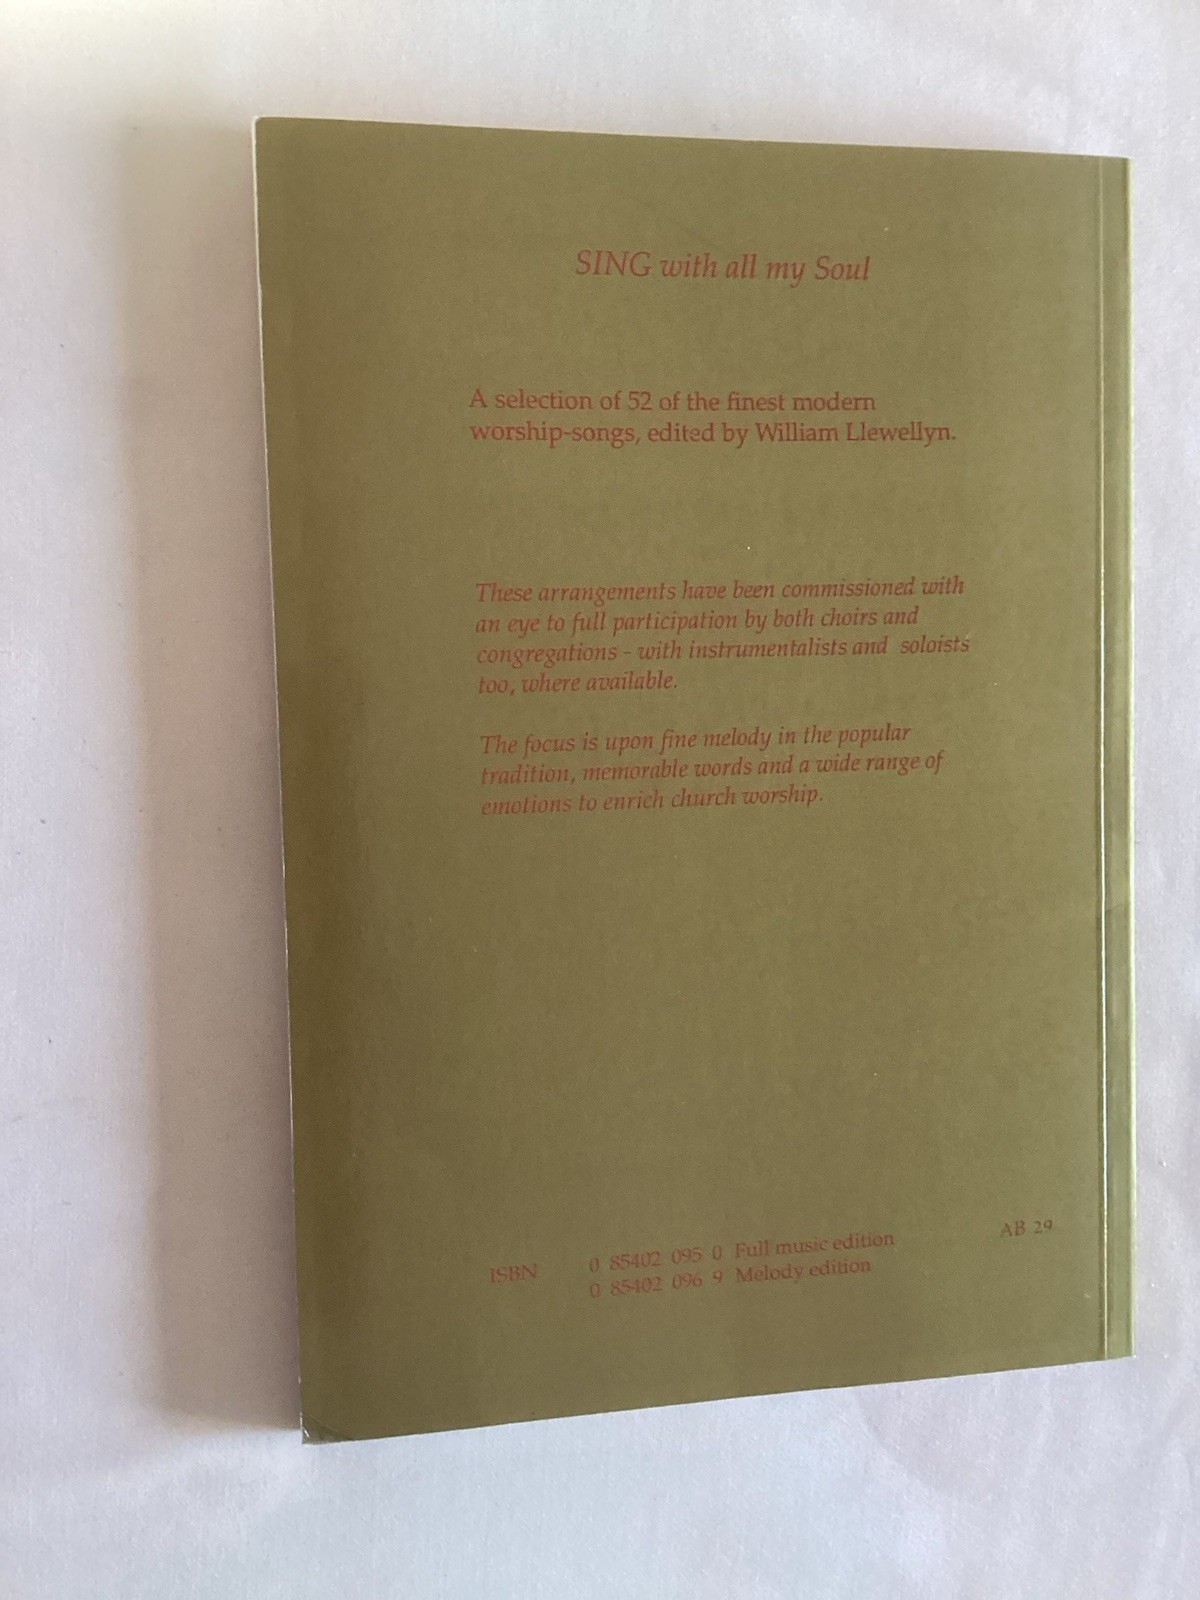 SING with all my Soul
A selection of 52 of the finest modern
worship-songs, edited by William Llewellyn.
These arrangements have been commissioned with
an eye to full participation by both choirs and
congregations - with instrumentalists and soloists
too, where available.
The focus is upon fine melody in the popular
tradition, memorable words and a wide range of
emotions to enrich church worship.
AB 29
ISBN 0 85402 095 0 Full music edition
0 85402 096 9 Melody edition